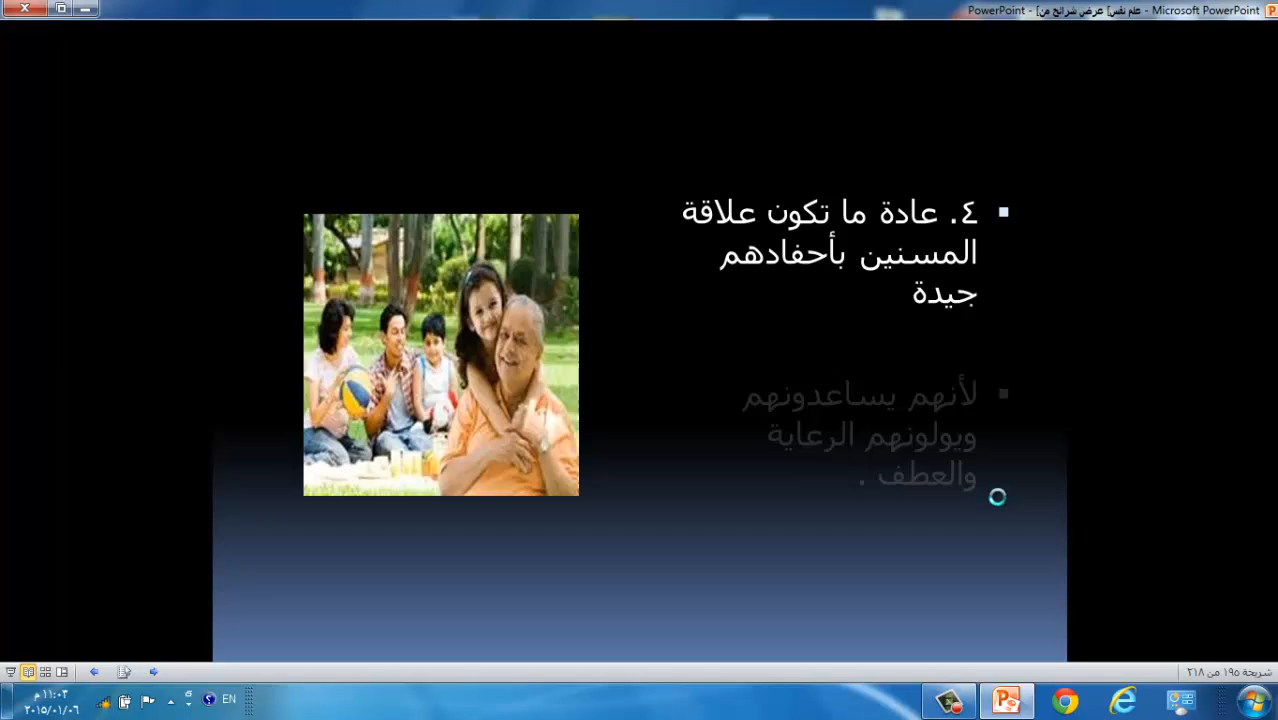 PowerPoint - [علم نفس] عرض شرائح من - Microsoft PowerPoint
٤. عادة ما تكون علاقة
المسنين بأحفادهم
جيدة
لأنهم يساعدونهم
ويولونهم الرعاية
والعطف .
شريحة ١٩٥ من ٢١٨
EN
١١:٠٣ م
٢٠١٥/٠١/٠٦